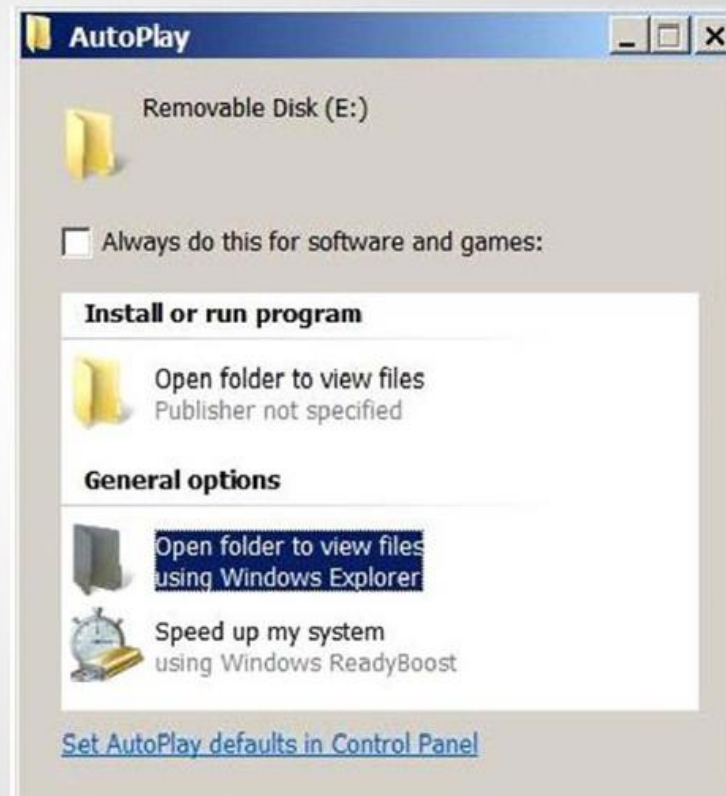 AutoPlay
Removable Disk (E:)
Always do this for software and games:
Install or run program
Open folder to view files
Publisher not specified
General options
Open folder to view files
using Windows Explorer
Speed up my system
using Windows ReadyBoost
Set AutoPlay defaults in Control Panel